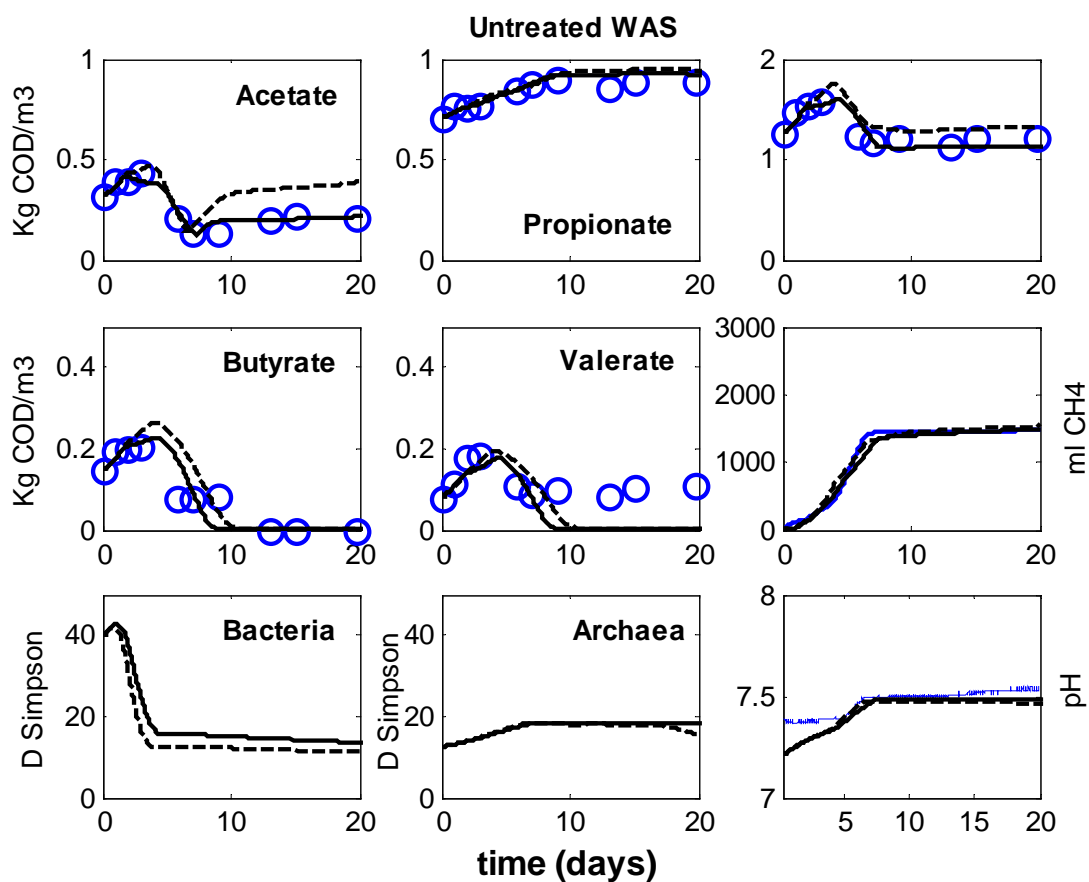 Untreated WAS
Kg COD/m3
1
0.5
0
Acetate
0 10 20
1
0.5
0
Propionate
0 10 20
2
1
0
0 10 20
Kg COD/m3
0.4
0.2
0
Butyrate
0 10 20
0.4
0.2
0
Valerate
0 10 20
3000
2000
1000
0
ml CH4
0 10 20
D Simpson
40
20
0
Bacteria
0 10 20
D Simpson
40
20
0
Archaea
0 10 20
8
7.5
7
pH
5 10 15 20
time (days)